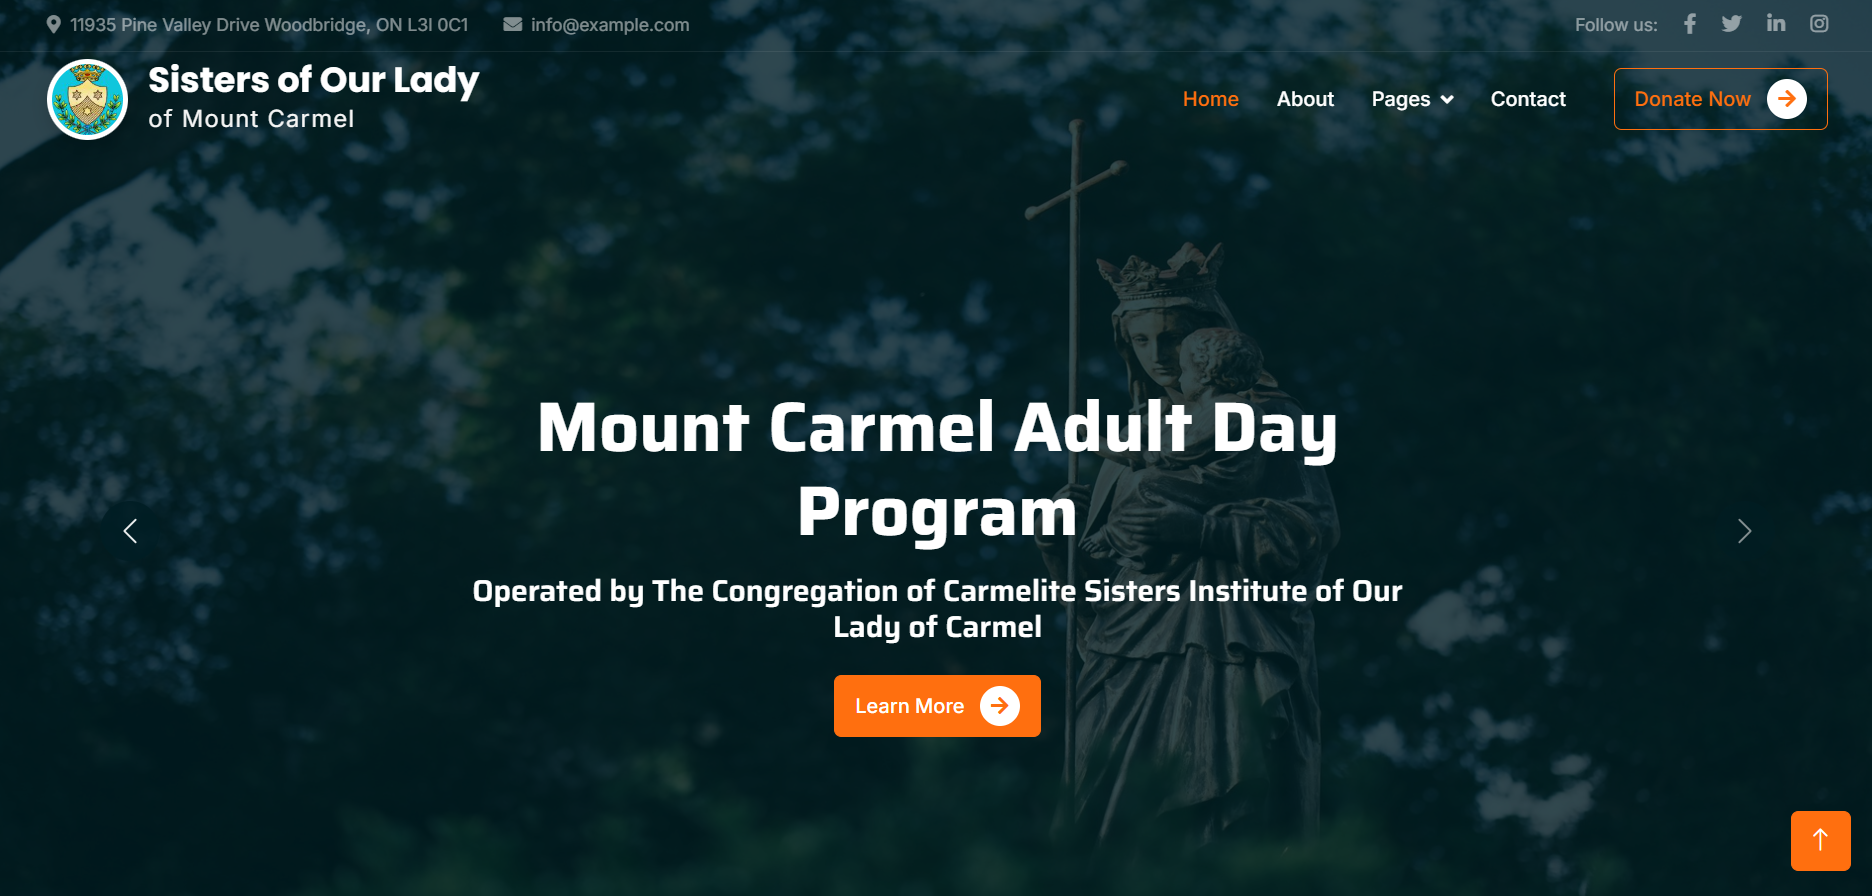 11935 Pine Valley Drive Woodbridge, ON L3l 0C1
info@example.com
Follow us:
Sisters of Our Lady
of Mount Carmel
Home
About
Pages
Contact
Donate Now
Mount Carmel Adult Day
Program
Operated by The Congregation of Carmelite Sisters Institute of Our
Lady of Carmel
Learn More